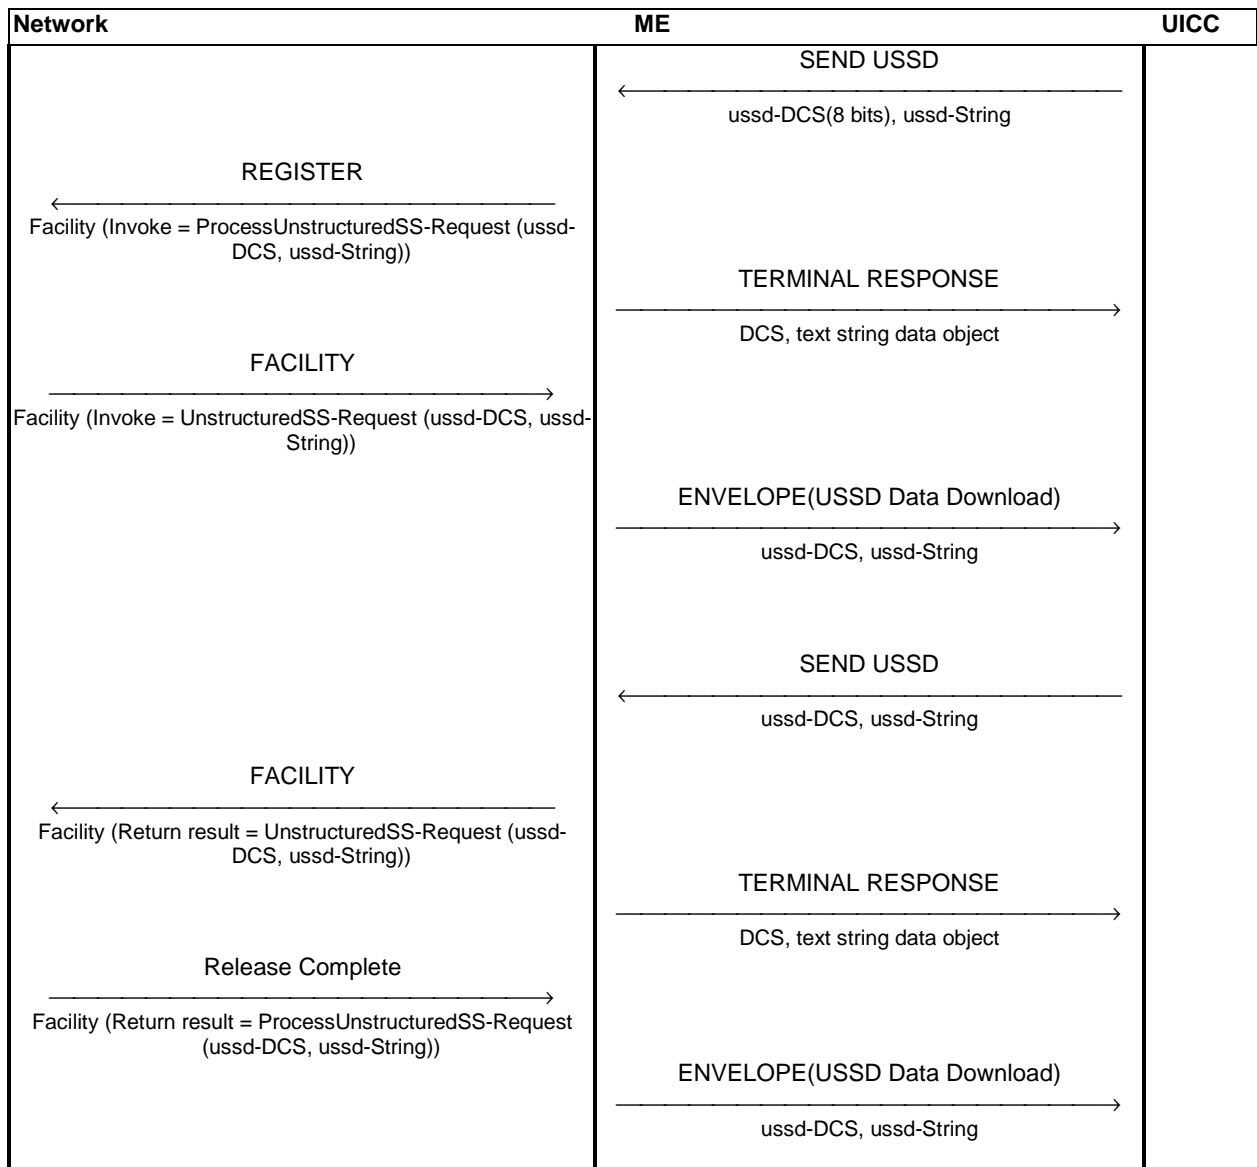 Network ME UICC
SEND USSD
ussd-DCS(8 bits), ussd-String
REGISTER
Facility (Invoke = ProcessUnstructuredSS-Request (ussd-
DCS, ussd-String))
TERMINAL RESPONSE
DCS, text string data object
FACILITY
Facility (Invoke = UnstructuredSS-Request (ussd-DCS, ussd-
String))
ENVELOPE(USSD Data Download)
ussd-DCS, ussd-String
SEND USSD
ussd-DCS, ussd-String
FACILITY
Facility (Return result = UnstructuredSS-Request (ussd-
DCS, ussd-String))
TERMINAL RESPONSE
DCS, text string data object
Release Complete
Facility (Return result = ProcessUnstructuredSS-Request
(ussd-DCS, ussd-String))
ENVELOPE(USSD Data Download)
ussd-DCS, ussd-String